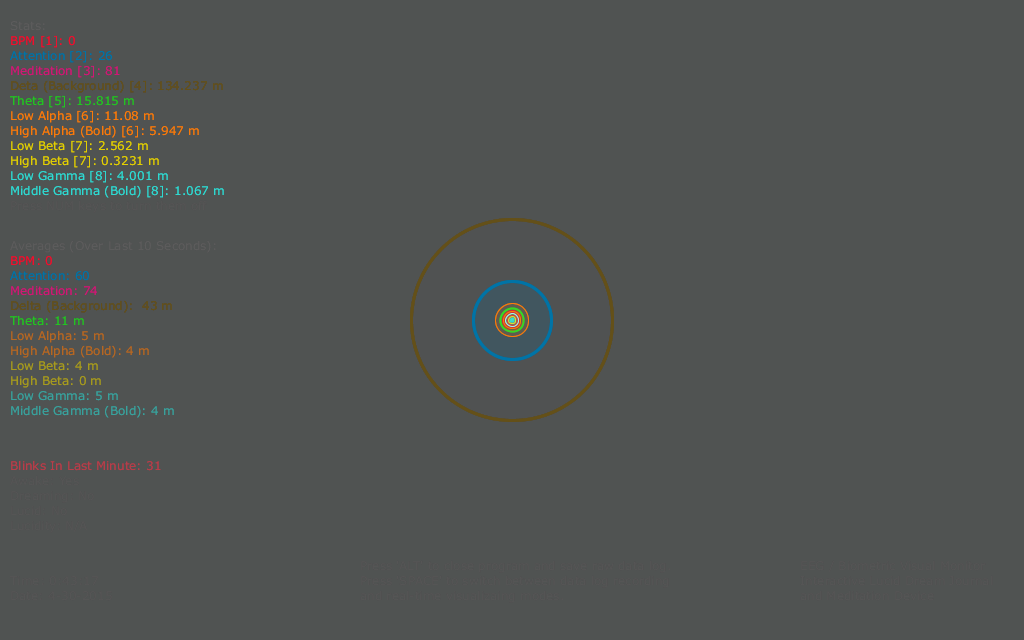 Stats:
BPM [1]: 0
Attention [2]:
Meditation [3]: 81
Delta (Background) [4]: m
Theta [5]: 15.815 m
Low Alpha [6]: 11.08 m
High Alpha (Bold) [6]: 5.947 m
Low Beta [7]: 2.562 m
High Beta [7]: 0.3231 m
Low Gamma [8]: 4.001 m
Middle Gamma (Bold) [8]: 1.067 m
Averages (Over Last 10 Seconds):
BPM: 0
Attention: 60
Meditation: 74
Delta (Background): m
Theta: 11 m
Low Alpha: 5 m
High Alpha (Bold): 4 m
Low Beta: 4 m
High Beta: 0 m
Low Gamma: 5 m
Middle Gamma (Bold): 4 m
Blinks In Last Minute: 31